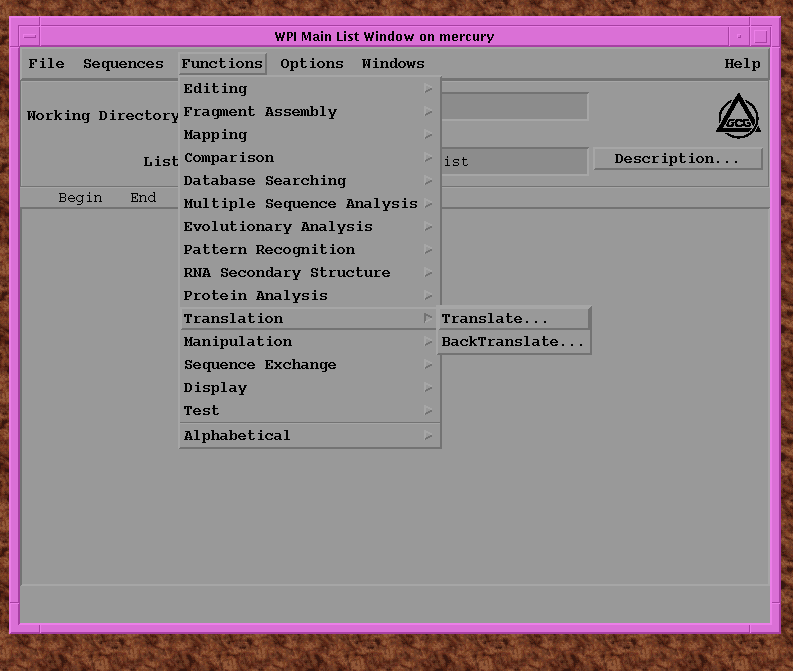 WPI Main List Window on mercury
File Sequences Functions Options Windows Help
Editing
Fragment Assembly
Working Directory
GCG
Mapping
Comparison
List
ist
Description...
Database Searching
Begin End
Multiple Sequence Analysis
Evolutionary Analysis
Pattern Recognition
RNA Secondary Structure
Protein Analysis
Translation
Translate...
Manipulation
BackTranslate...
Sequence Exchange
Display
Test
Alphabetical